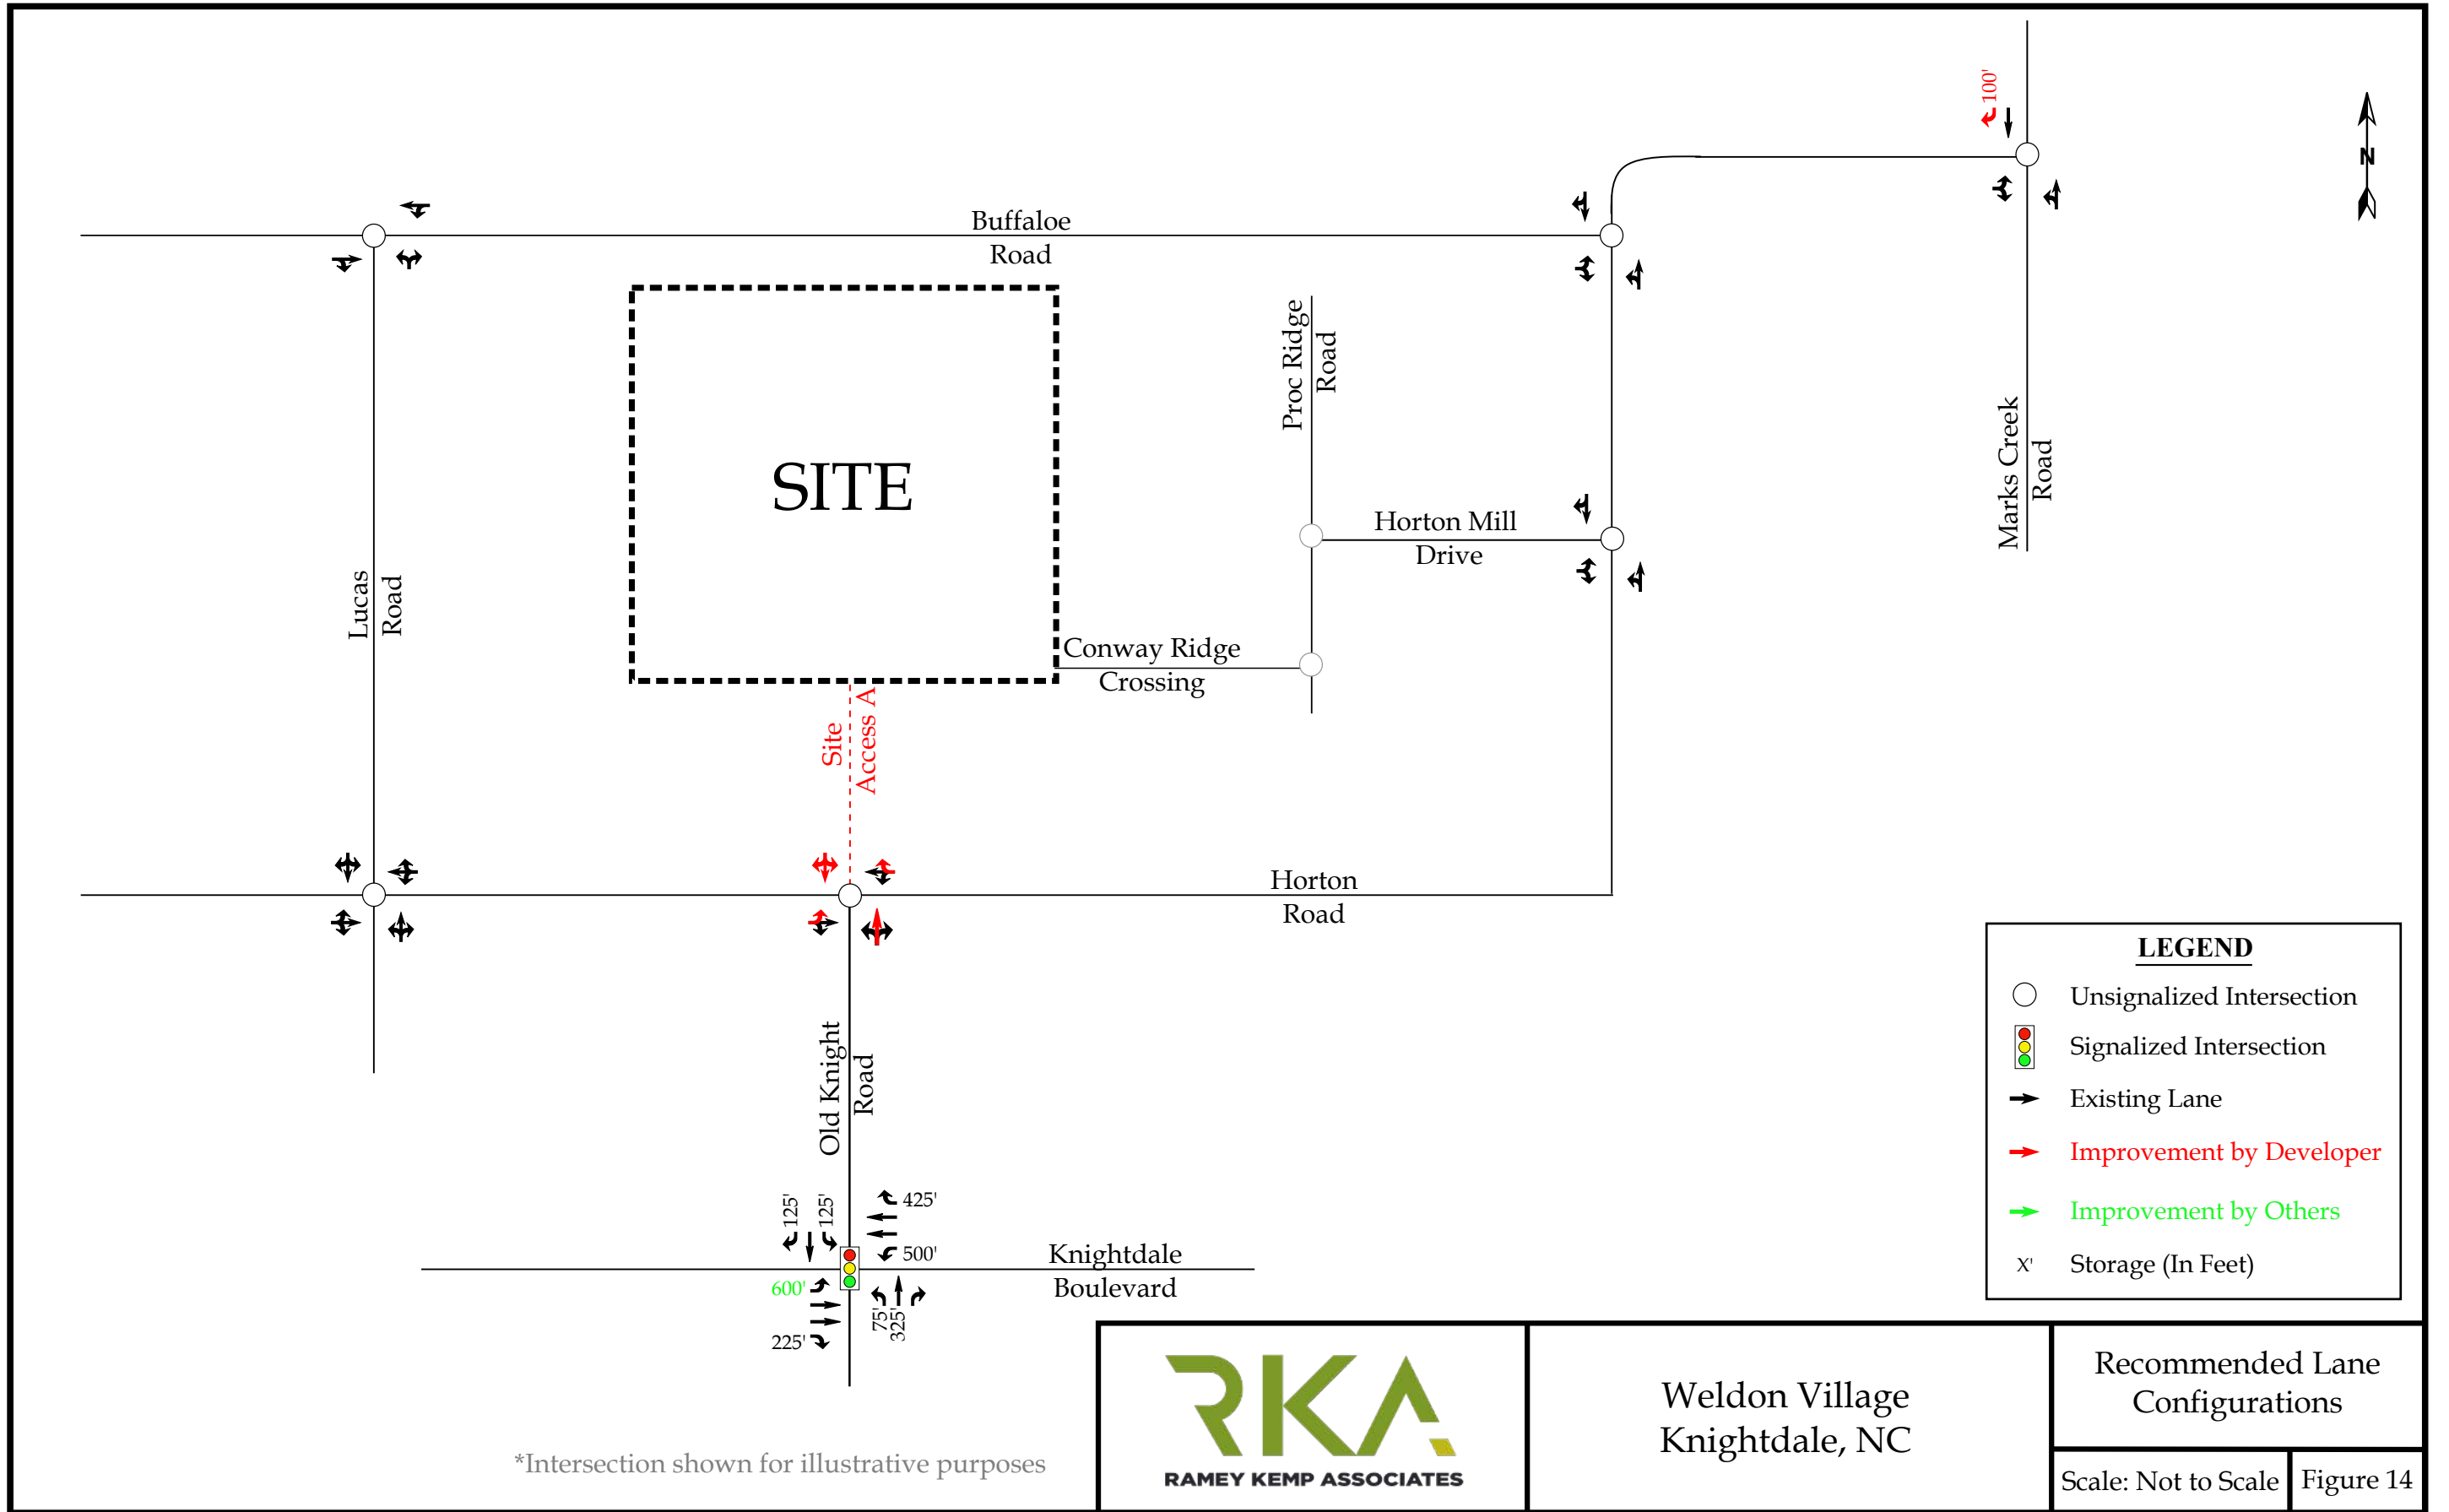 100'
N
Buffaloe
Road
Proc Ridge
Road
SITE
Marks Creek
Road
Horton Mill
Drive
Lucas
Road
Conway Ridge
Crossing
Site
Access A
Horton
Road
Old Knight
Road
125'
125'
425'
500'
Knightdale
Boulevard
600'
225'
75'
325'
LEGEND
Unsignalized Intersection
Signalized Intersection
Existing Lane
Improvement by Developer
Improvement by Others
X' Storage (In Feet)
*Intersection shown for illustrative purposes
RKA
RAMEY KEMP ASSOCIATES
Weldon Village
Knightdale, NC
Recommended Lane
Configurations
Scale: Not to Scale
Figure 14